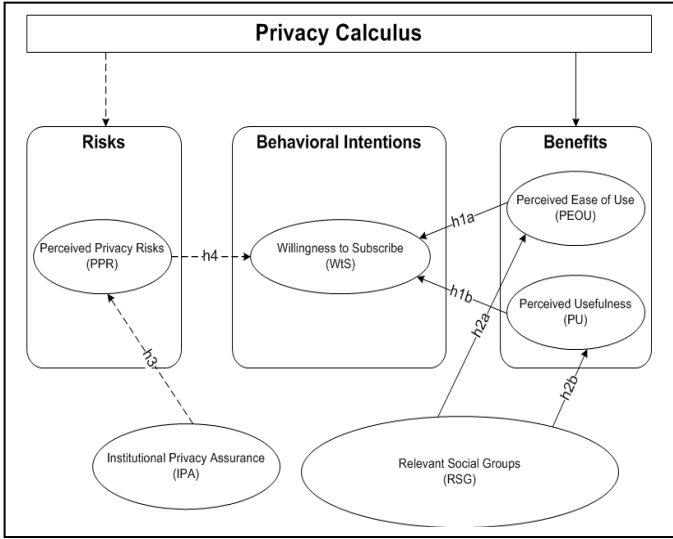 Privacy Calculus
Risks
Behavioral Intentions
Benefits
Perceived Ease of Use
(PEOU)
h1a
Perceived Privacy Risks
(PPR)
h4
Willingness to Subscribe
(WtS)
h1b
Perceived Usefulness
(PU)
h2a
h3
h2b
Institutional Privacy Assurance
(IPA)
Relevant Social Groups
(RSG)